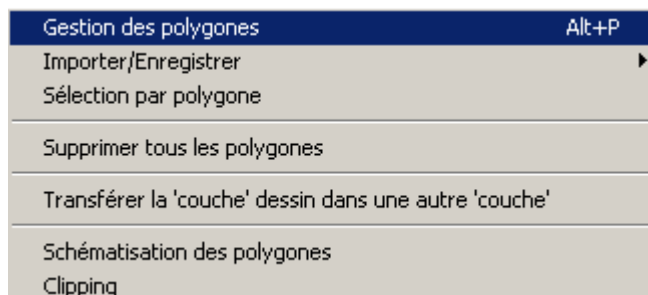 Gestion des polygones Alt+P
Importer/Enregistrer
Sélection par polygone
Supprimer tous les polygones
Transférer la 'couche' dessin dans une autre 'couche'
Schématisation des polygones
Clipping